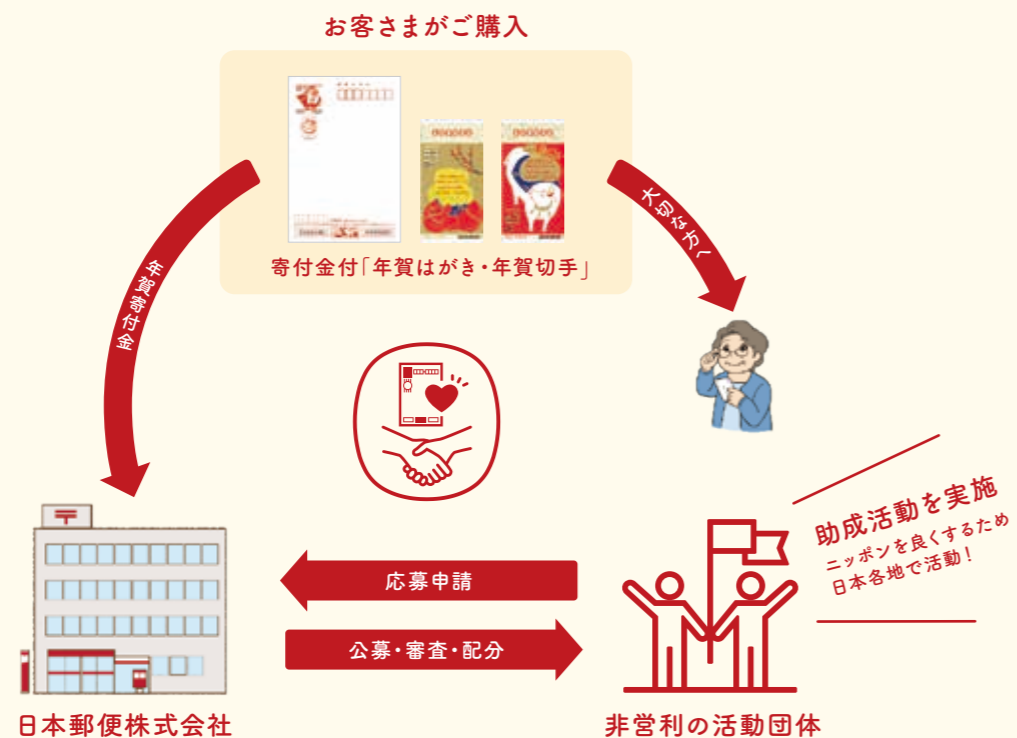 お客さまがご購入
寄付金付「年賀はがき・年賀切手」
年賀寄付金
大切な方へ
応募申請
公募・審査・配分
助成活動を実施
ニッポンを良くするため
日本各地で活動！
日本郵便株式会社
非営利の活動団体